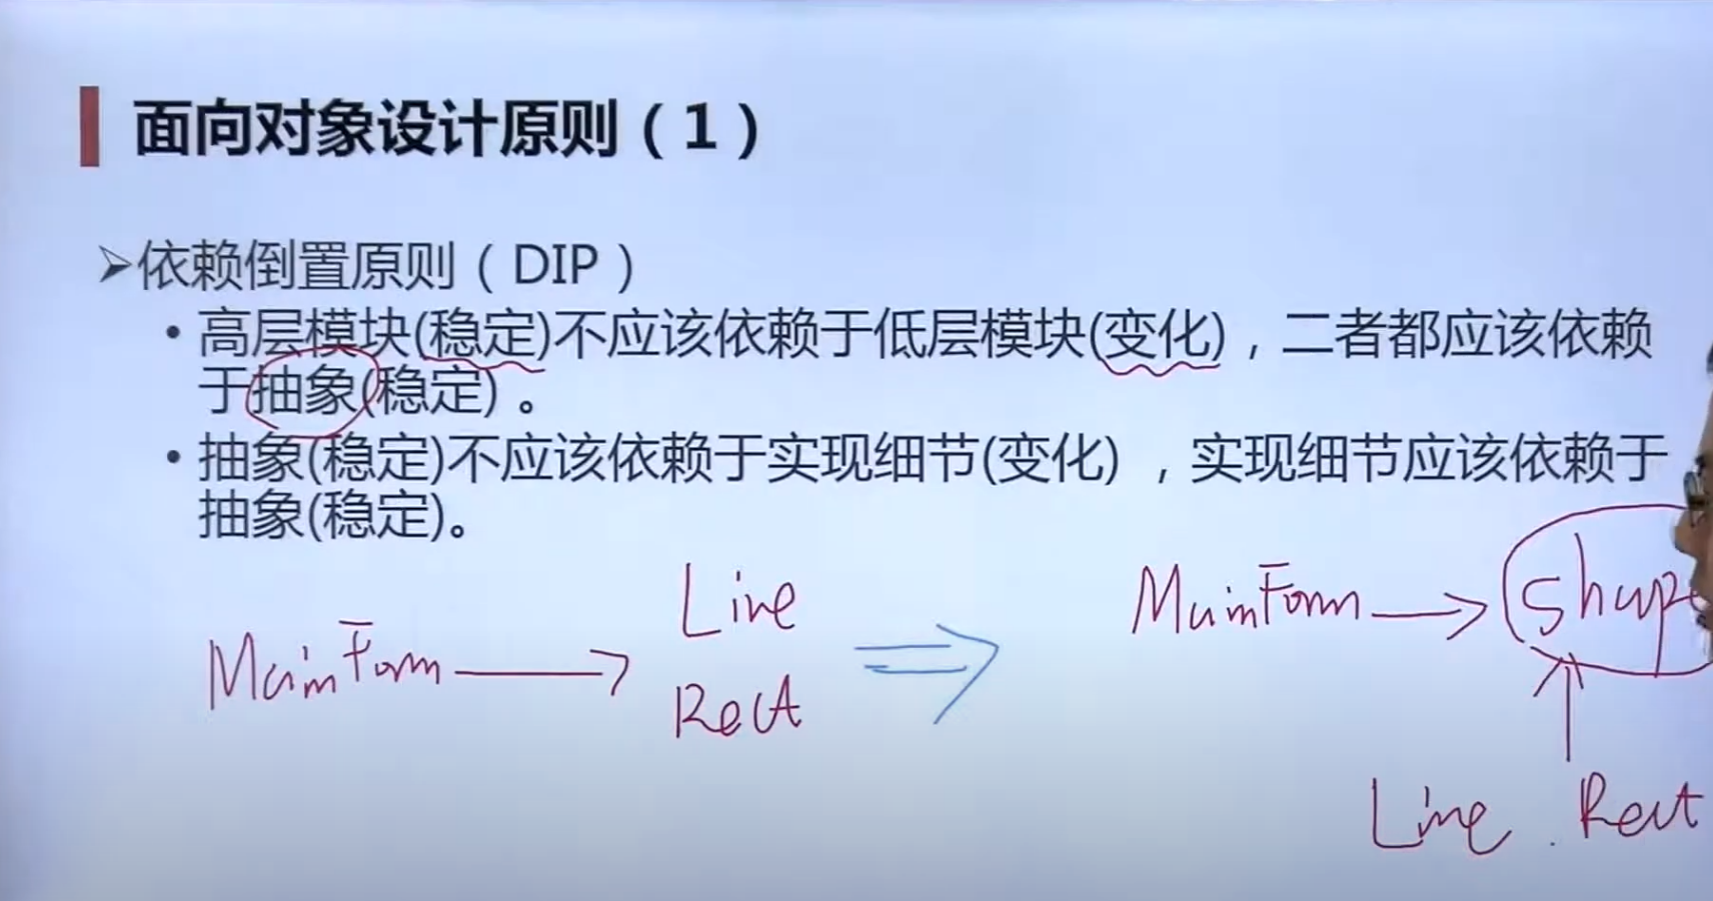 面向对象设计原则（1）
➢依赖倒置原则（DIP）
• 高层模块(稳定)不应该依赖于低层模块(变化)，二者都应该依赖
于抽象(稳定) 。
• 抽象(稳定)不应该依赖于实现细节(变化) ，实现细节应该依赖于
抽象(稳定)。
MainForm
Line
Rect
MainForm
Shape
Line
Rect